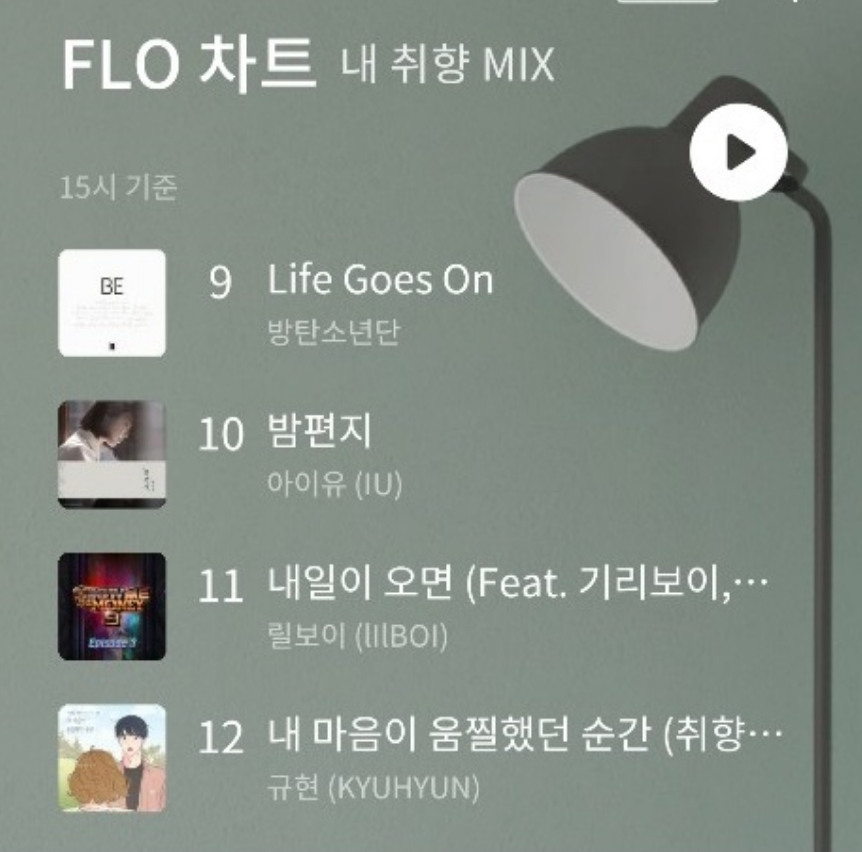 FLO 차트 내 취향 MIX
15시 기준
BE
9 Life Goes On
방탄소년단
10 밤편지
아이유 (IU)
11 내일이 오면 (Feat. 기리보이,⋯
릴보이 (lIlBOI)
Episode 3
12 내 마음이 움찔했던 순간 (취향⋯
규현 (KYUHYUN)